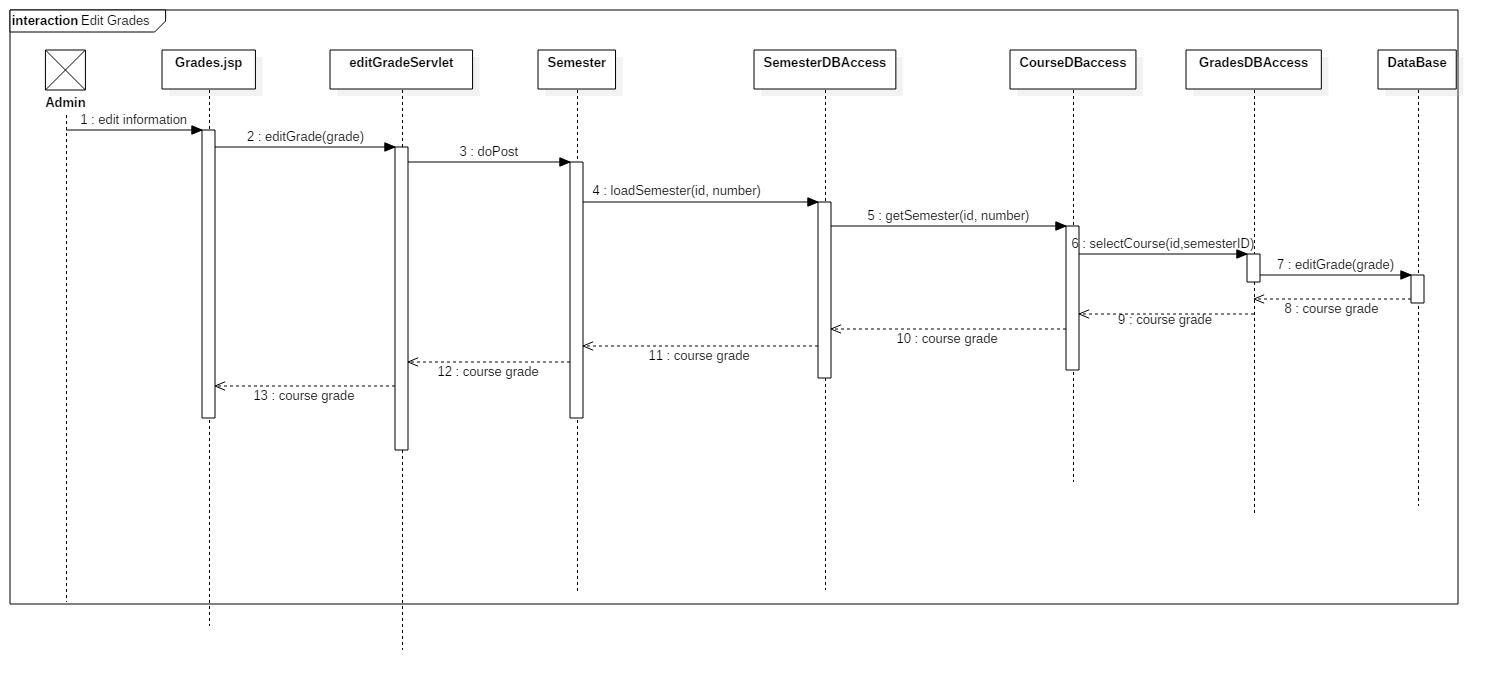 interaction Edit Grades
Admin
Grades.jsp
editGradeServlet
Semester
SemesterDBAccess
CourseDBaccess
GradesDBAccess
DataBase
1 : edit information
2 : editGrade(grade)
3 : doPost
4 : loadSemester(id, number)
5 : getSemester(id, number)
6 : selectCourse(id,semesterID)
7 : editGrade(grade)
8 : course grade
9 : course grade
10 : course grade
11 : course grade
12 : course grade
13 : course grade